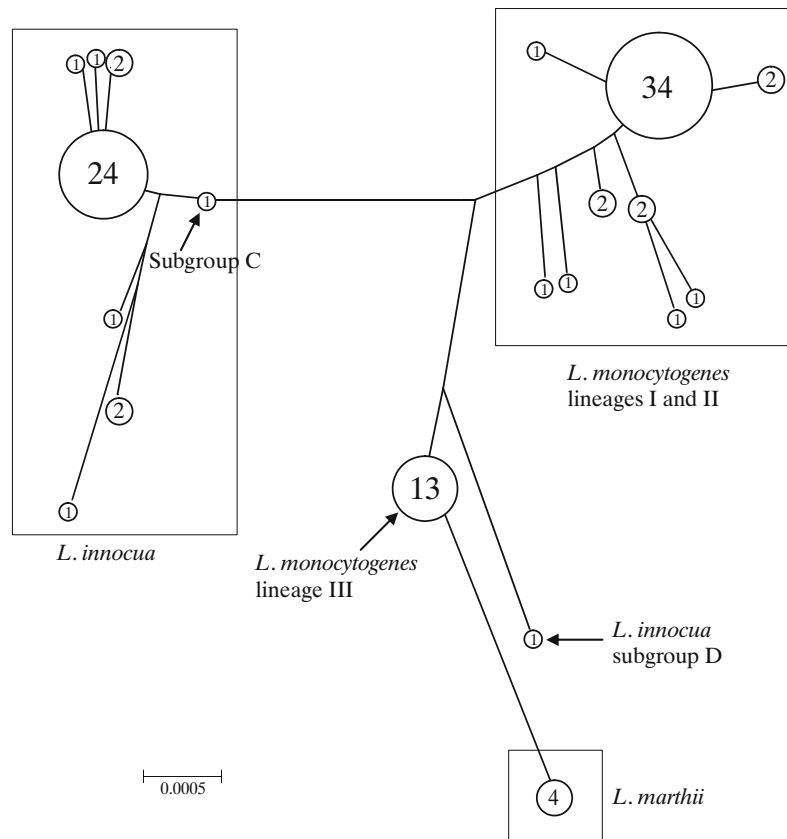 1 1 2
24
1
Subgroup C
1
2
1
L. innocua
1
34
2
2
2
1 1
1
1
L. monocytogenes
lineages I and II
13
L. monocytogenes
lineage III
1
L. innocua
subgroup D
0.0005
4
L. marthii